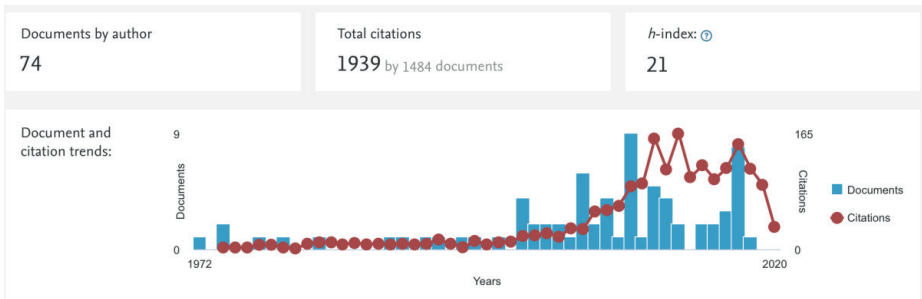 Documents by author
74
Total citations
1939 by 1484 documents
h-index: ?
21
Document and
citation trends:
9
Documents
0
1972
Years
2020
165
Citations
0
Documents
Citations